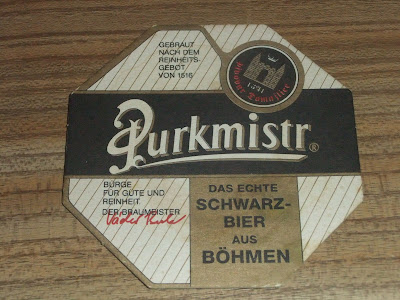 GEBRAUT
NACH DEM
REINHEITS-
GEBOT
VON 1516
1591
Purkmistr®
BÜRGE
FÜR GÜTE UND
REINHEIT.
DER BRAUMEISTER
DAS ECHTE
SCHWARZ-
BIER
AUS
BÖHMEN